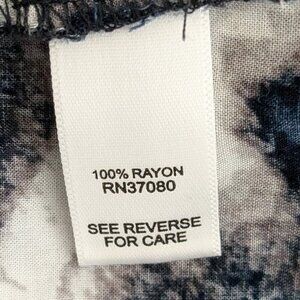 100% RAYON
RN37080
SEE REVERSE
FOR CARE